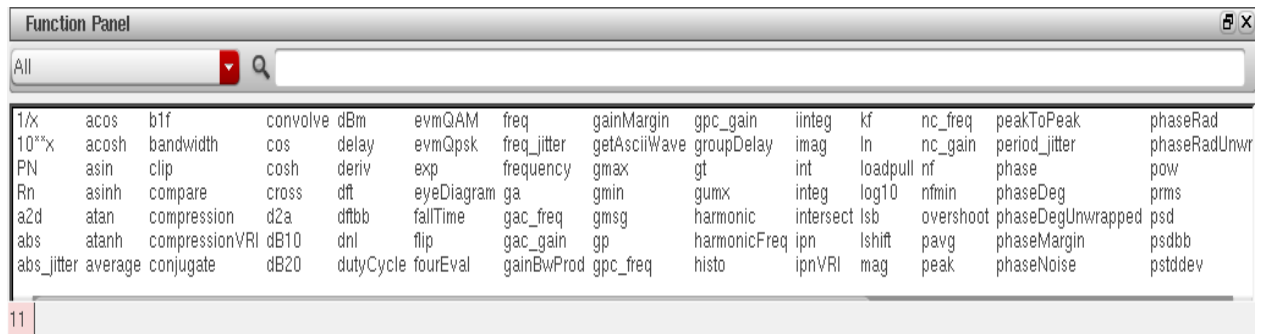 Function Panel
All
1/x acos b1f convolve dBm evmQAM freq gainMargin gpc_gain iinteg kf nc_freq peakToPeak phaseRad
10**x acosh bandwidth cos delay evmQpsk freq_jitter getAsciiWave groupDelay imag ln nc_gain period_jitter phaseRadUnwr
PN asin clip cosh deriv exp frequency gmax gt int loadpull nf phase pow
Rn asinh compare cross dft eyeDiagram ga gmin gumx integ log10 nfmin phaseDeg prms
a2d atan compression d2a dftbb fallTime gac_freq gmsg harmonic intersect lsb overshoot phaseDegUnwrapped psd
abs atanh compressionVRI dB10 dnl flip gac_gain gp harmonicFreq ipn lshift pavg phaseMargin psdbb
abs_jitter average conjugate dB20 dutyCycle fourEval gainBwProd gpc_freq histo ipnVRI mag peak phaseNoise pstddev
11